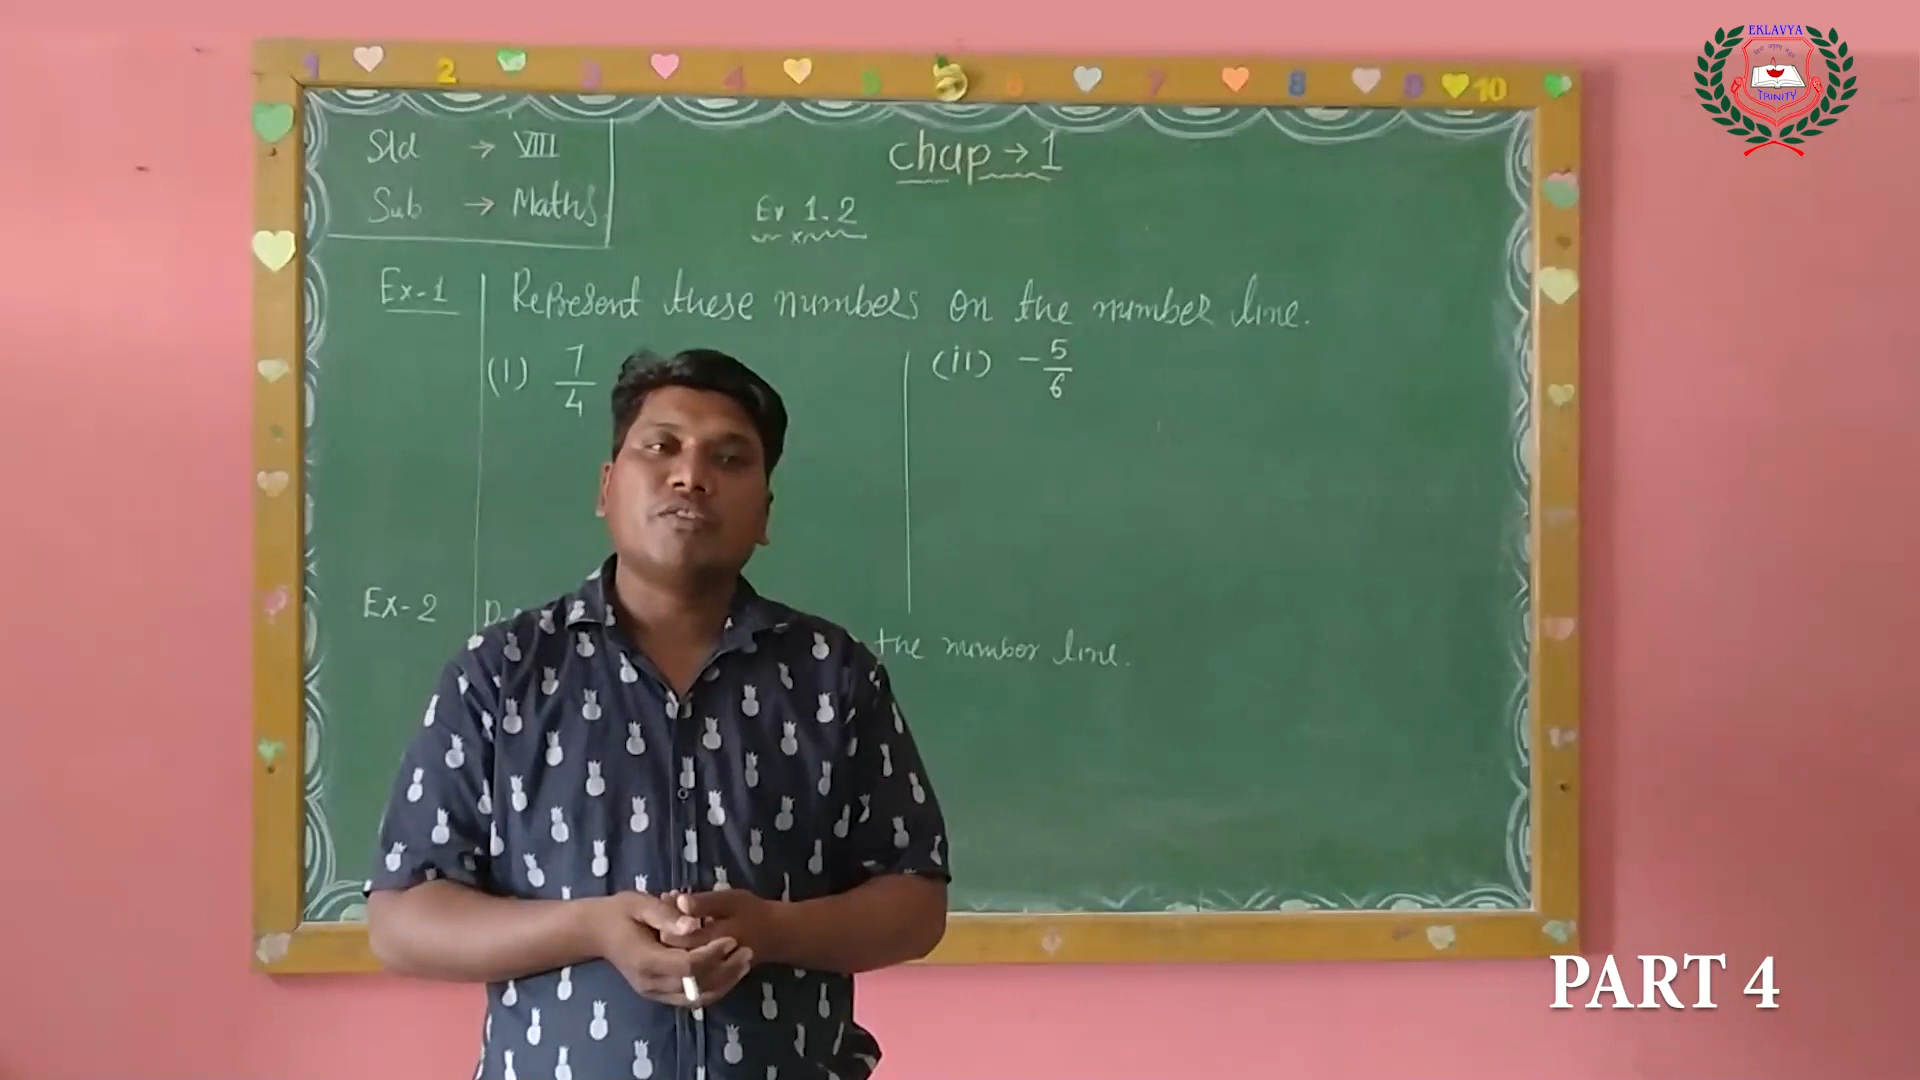 EKLAVYA
TRINITY
1 2 3 4 5 6 7 8 9 10
Std → VIII
Sub → Maths.
Chap → 1
Ex 1.2
Ex-1 Represent these numbers on the number line.
(i) 7/4 (ii) -5/6
Ex-2
the number line.
PART 4